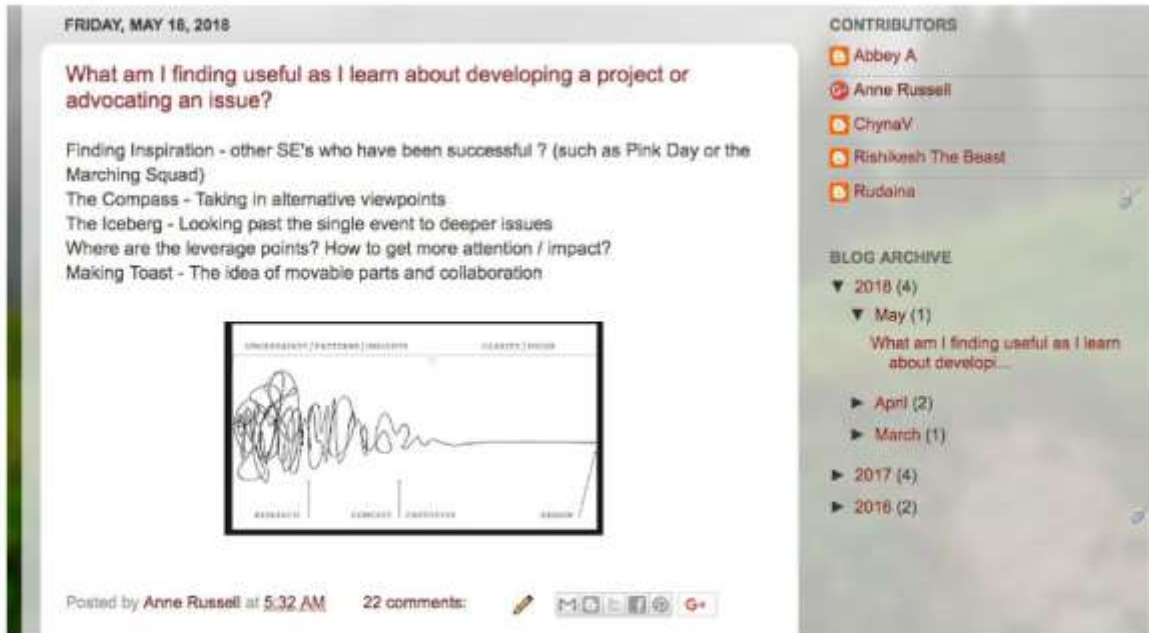 FRIDAY, MAY 18, 2018
What am I finding useful as I learn about developing a project or
advocating an issue?
Finding Inspiration - other SE's who have been successful ? (such as Pink Day or the
Marching Squad)
The Compass - Taking in alternative viewpoints
The Iceberg - Looking past the single event to deeper issues
Where are the leverage points? How to get more attention / impact?
Making Toast - The idea of movable parts and collaboration
UNCERTAINTY / PATTERNS / INSIGHTS
CLARITY / FOCUS
RESEARCH
CONCEPT
PROTOTYPE
DESIGN
Posted by Anne Russell at 5:32 AM
22 comments:
G+
CONTRIBUTORS
Abbey A
Anne Russell
ChynaV
Rishikesh The Beast
Rudaina
BLOG ARCHIVE
▼ 2018 (4)
▼ May (1)
What am I finding useful as I learn
about developi...
► April (2)
► March (1)
► 2017 (4)
► 2016 (2)